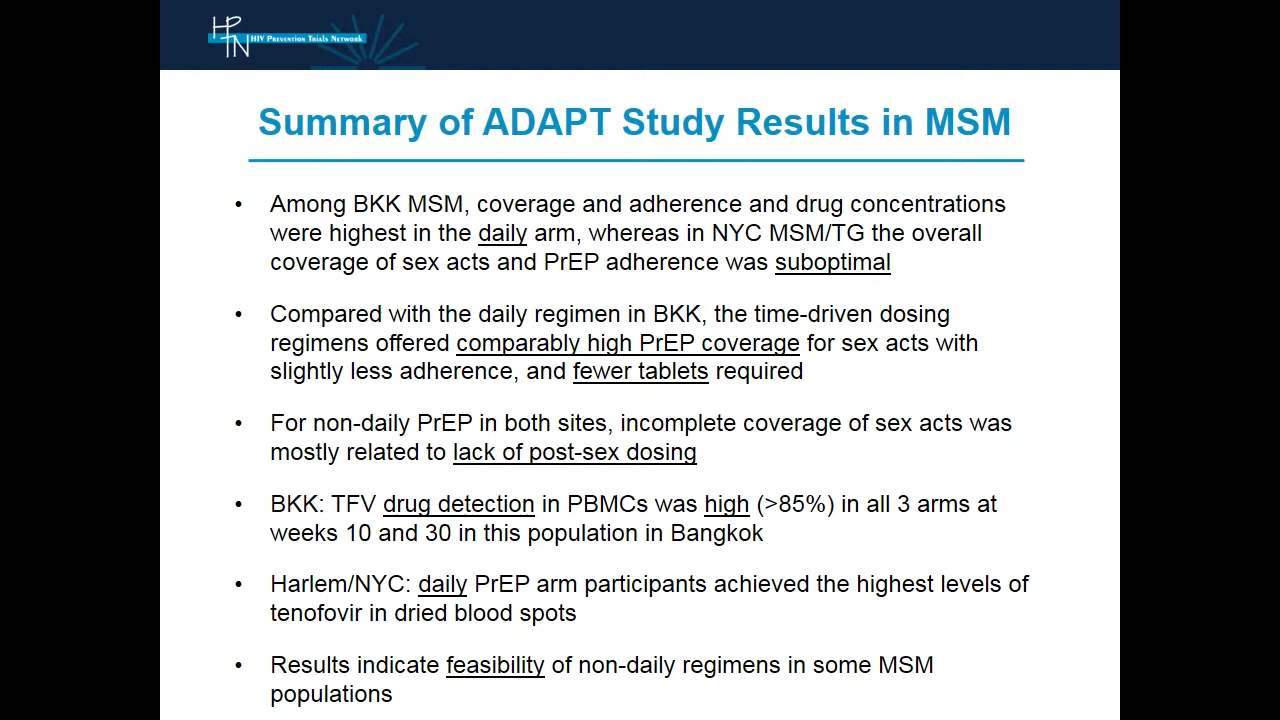 HPTN HIV Prevention Trials Network
Summary of ADAPT Study Results in MSM
• Among BKK MSM, coverage and adherence and drug concentrations
were highest in the daily arm, whereas in NYC MSM/TG the overall
coverage of sex acts and PrEP adherence was suboptimal
• Compared with the daily regimen in BKK, the time-driven dosing
regimens offered comparably high PrEP coverage for sex acts with
slightly less adherence, and fewer tablets required
• For non-daily PrEP in both sites, incomplete coverage of sex acts was
mostly related to lack of post-sex dosing
• BKK: TFV drug detection in PBMCs was high (>85%) in all 3 arms at
weeks 10 and 30 in this population in Bangkok
• Harlem/NYC: daily PrEP arm participants achieved the highest levels of
tenofovir in dried blood spots
• Results indicate feasibility of non-daily regimens in some MSM
populations